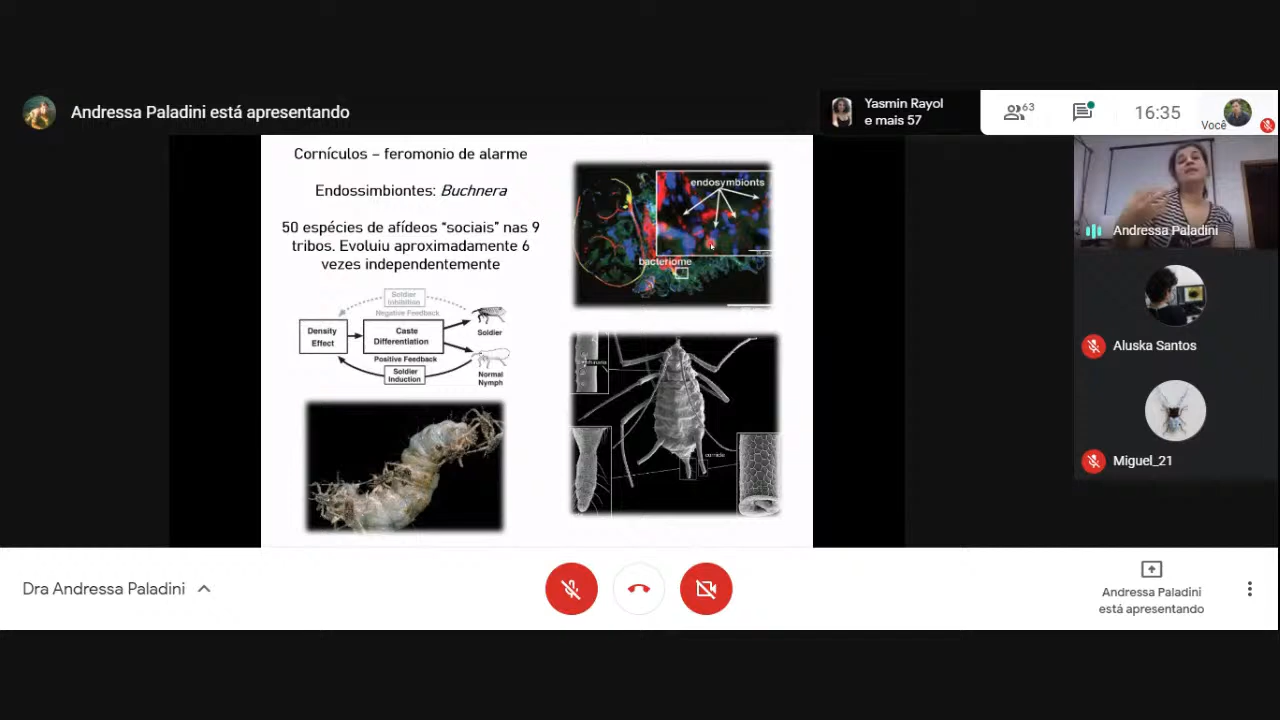 Andressa Paladini está apresentando
Yasmin Rayol
e mais 57
63
16:35
Você
Cornículos – feromonio de alarme
Endossimbiontes: Buchnera
50 espécies de afídeos “sociais” nas 9
tribos. Evoluiu aproximadamente 6
vezes independentemente
Soldier
Inhibition
Negative Feedback
Density
Effect
Caste
Differentiation
Positive Feedback
Soldier
Induction
Soldier
Normal
Nymph
endosymbionts
bacteriome
cornicle
Andressa Paladini
Aluska Santos
Miguel_21
Dra Andressa Paladini
Andressa Paladini
está apresentando